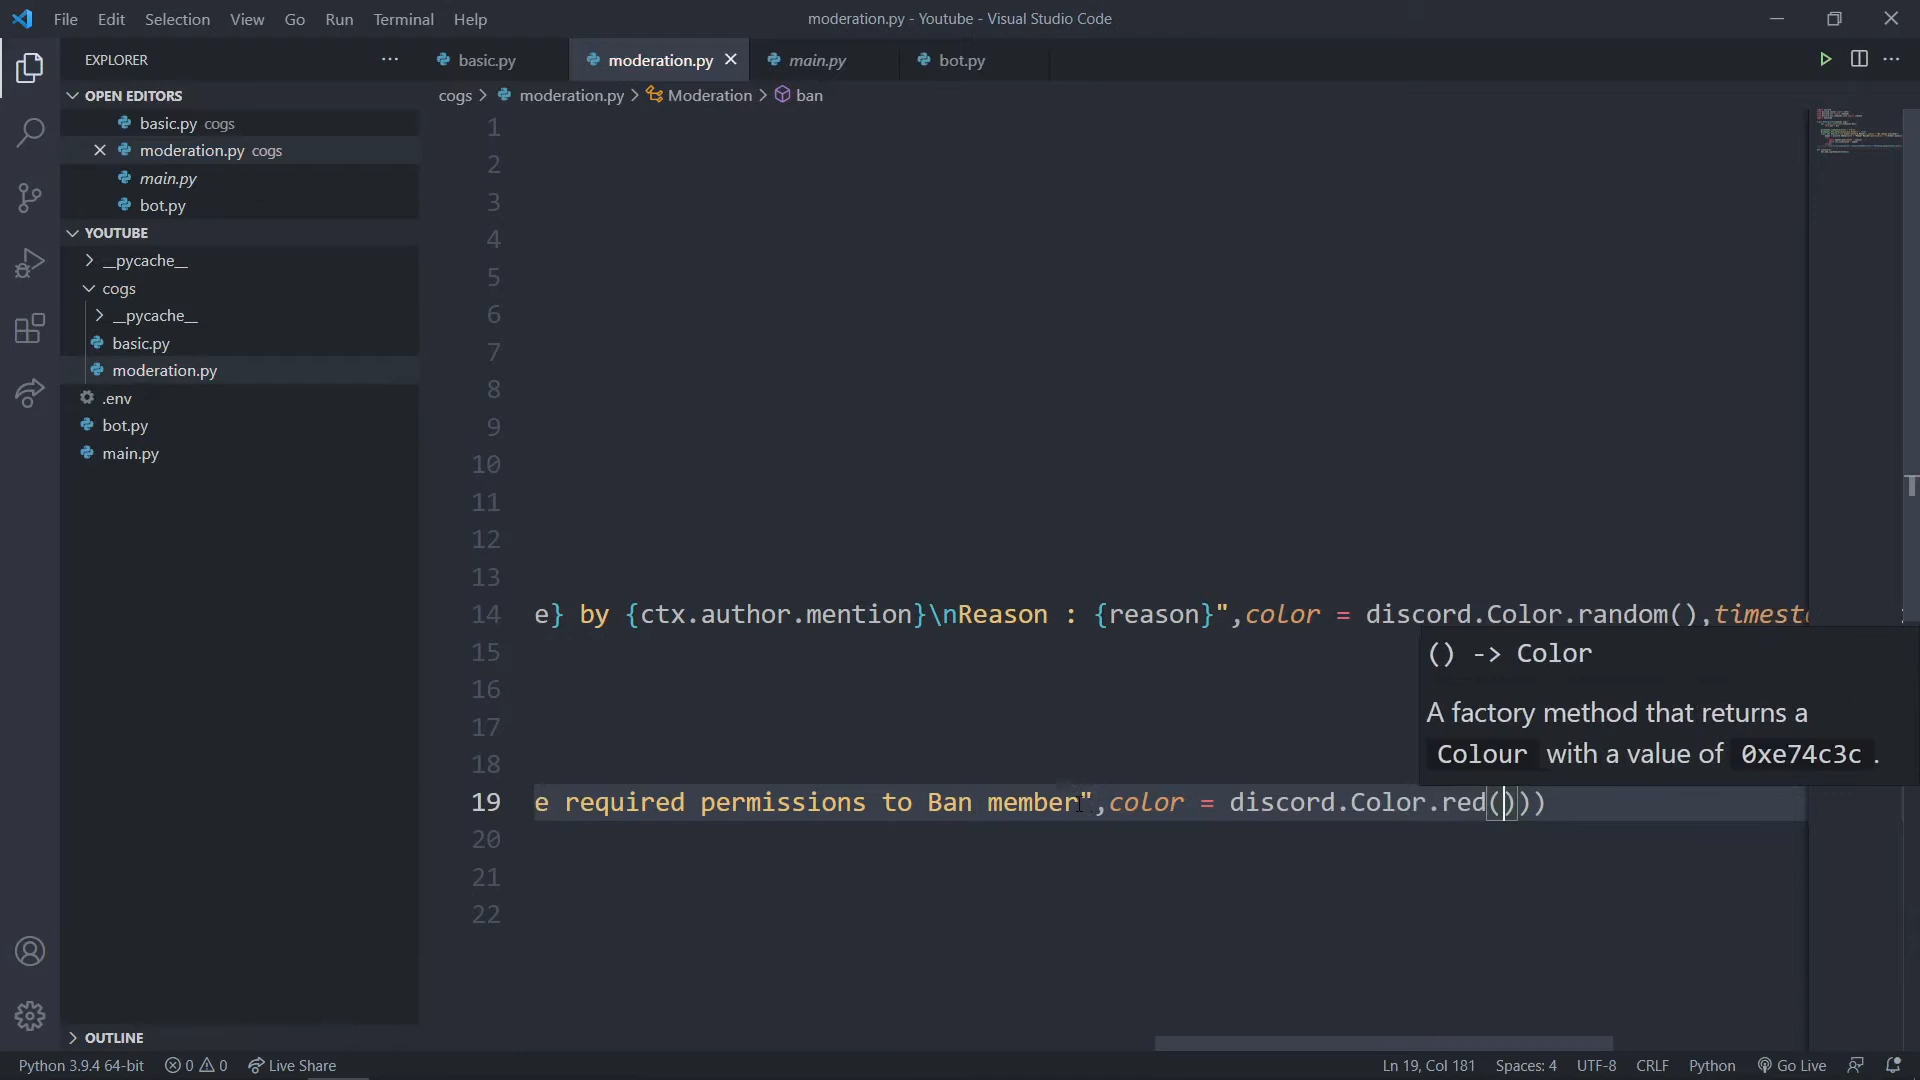 File Edit Selection View Go Run Terminal Help
moderation.py - Youtube - Visual Studio Code
EXPLORER
basic.py moderation.py main.py bot.py
OPEN EDITORS
basic.py cogs
moderation.py cogs
main.py
bot.py
YOUTUBE
__pycache__
cogs
__pycache__
basic.py
moderation.py
.env
bot.py
main.py
OUTLINE
cogs > moderation.py > Moderation > ban
1
2
3
4
5
6
7
8
9
10
11
12
13
14 e} by {ctx.author.mention}\nReason : {reason}",color = discord.Color.random(),timest
15
16
17
18
19 e required permissions to Ban member",color = discord.Color.red()))
20
21
22
() -> Color
A factory method that returns a
Colour with a value of 0xe74c3c.
Python 3.9.4 64-bit 0 0 Live Share
Ln 19, Col 181 Spaces: 4 UTF-8 CRLF Python Go Live